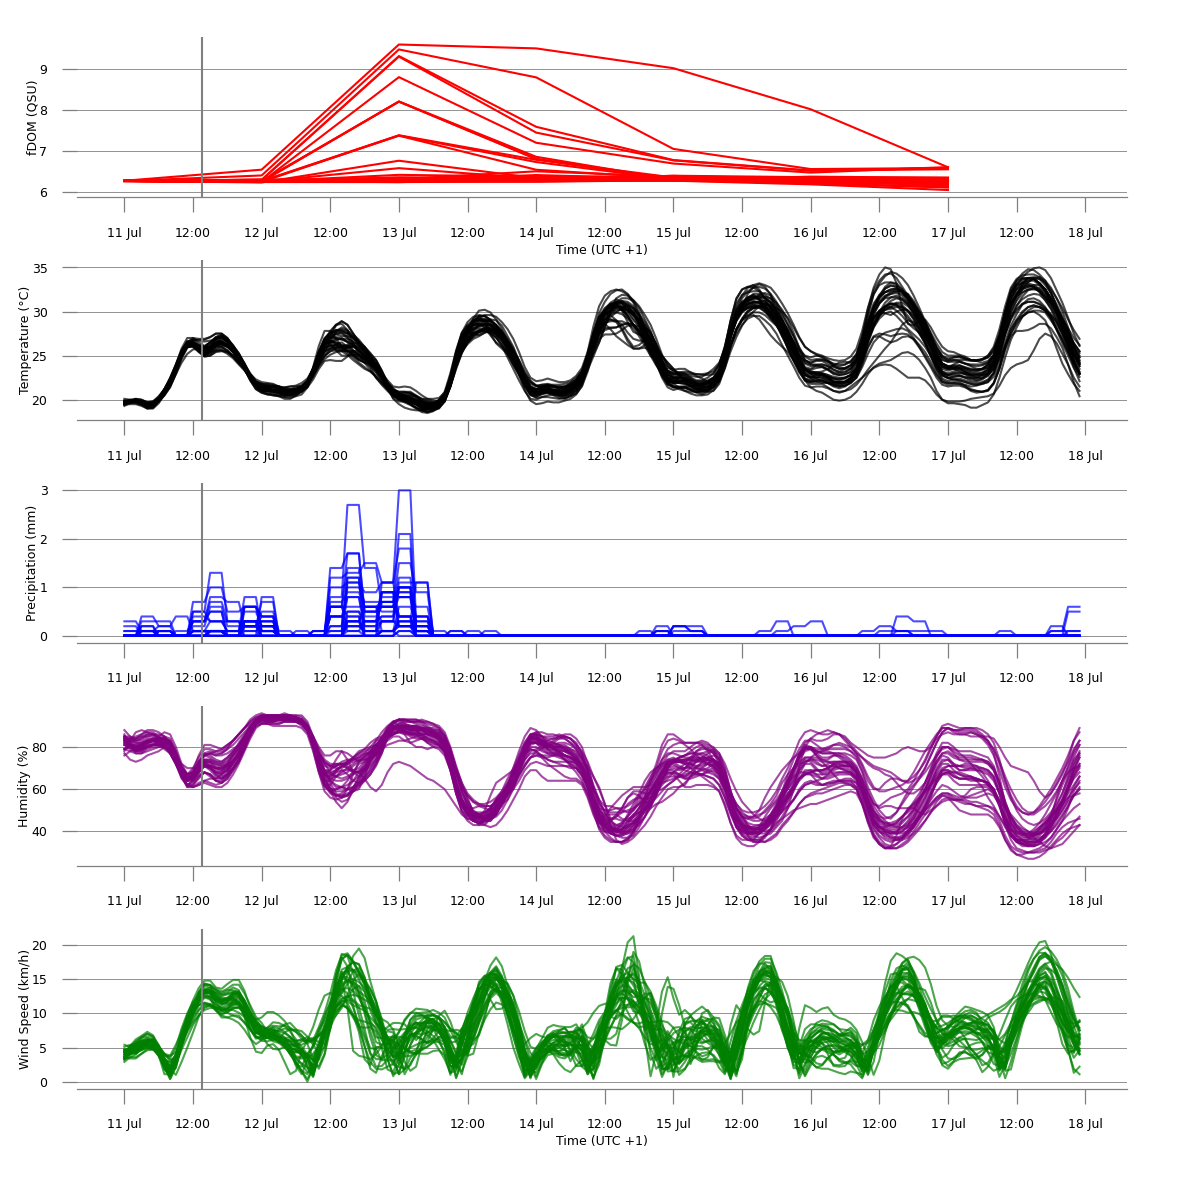 9
8
7
6
fDOM (QSU)
11 Jul 12:00 12 Jul 12:00 13 Jul 12:00 14 Jul 12:00 15 Jul 12:00 16 Jul 12:00 17 Jul 12:00 18 Jul
Time (UTC +1)
35
30
25
20
Temperature (°C)
11 Jul 12:00 12 Jul 12:00 13 Jul 12:00 14 Jul 12:00 15 Jul 12:00 16 Jul 12:00 17 Jul 12:00 18 Jul
3
2
1
0
Precipitation (mm)
11 Jul 12:00 12 Jul 12:00 13 Jul 12:00 14 Jul 12:00 15 Jul 12:00 16 Jul 12:00 17 Jul 12:00 18 Jul
80
60
40
Humidity (%)
11 Jul 12:00 12 Jul 12:00 13 Jul 12:00 14 Jul 12:00 15 Jul 12:00 16 Jul 12:00 17 Jul 12:00 18 Jul
20
15
10
5
0
Wind Speed (km/h)
11 Jul 12:00 12 Jul 12:00 13 Jul 12:00 14 Jul 12:00 15 Jul 12:00 16 Jul 12:00 17 Jul 12:00 18 Jul
Time (UTC +1)